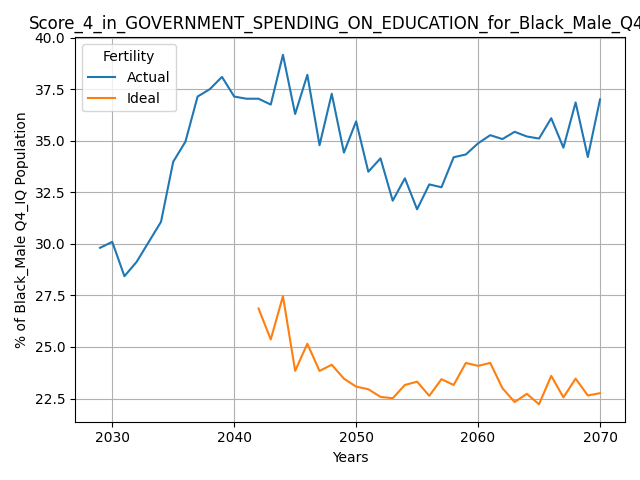 Score_4_in_GOVERNMENT_SPENDING_ON_EDUCATION_for_Black_Male_Q4
Fertility
Actual
Ideal
40.0
37.5
35.0
32.5
30.0
27.5
25.0
22.5
% of Black_Male Q4_IQ Population
2030 2040 2050 2060 2070
Years